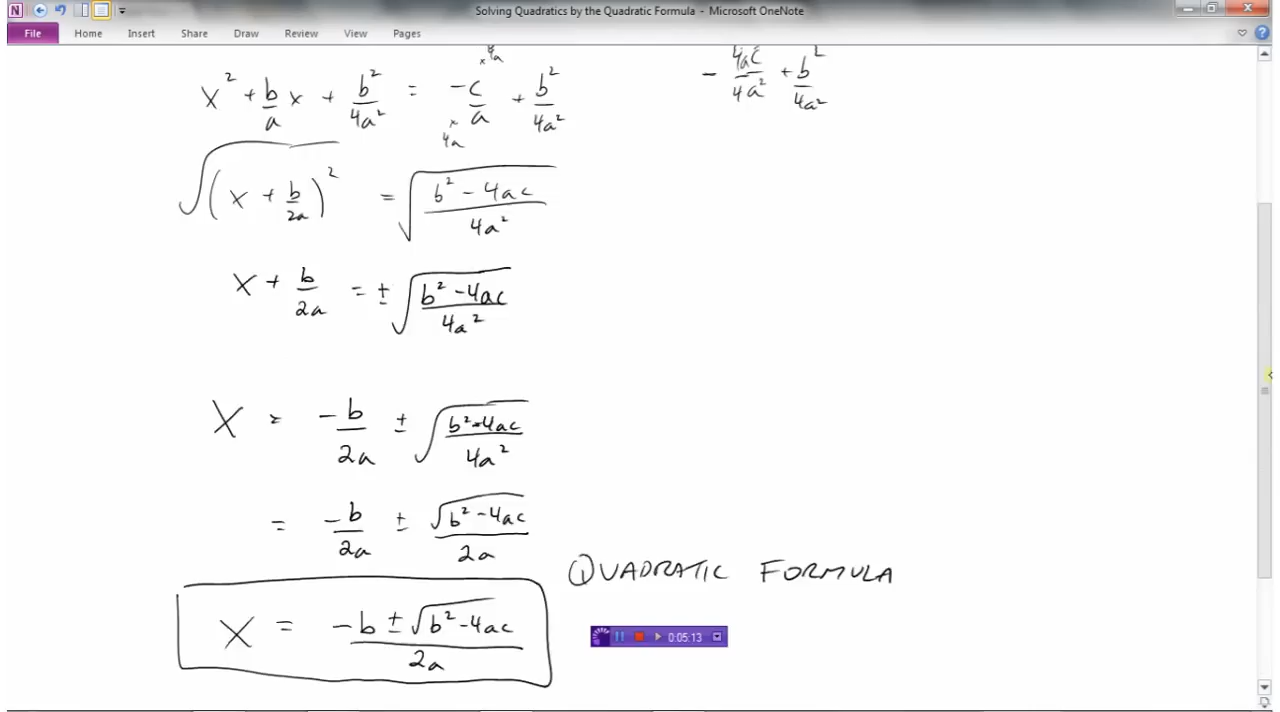 Solving Quadratics by the Quadratic Formula - Microsoft OneNote
File Home Insert Share Draw Review View Pages
x² + b/a x + b²/4a² = -c/a + b²/4a²
×4a
×4a
- 4ac/4a² + b²/4a²
√(x + b/2a)² = √(b² - 4ac/4a²)
x + b/2a = ± √(b² - 4ac/4a²)
X = -b/2a ± √(b² - 4ac/4a²)
= -b/2a ± √(b² - 4ac)/2a
QUADRATIC FORMULA
X = -b ± √(b² - 4ac)/2a
0:05:13